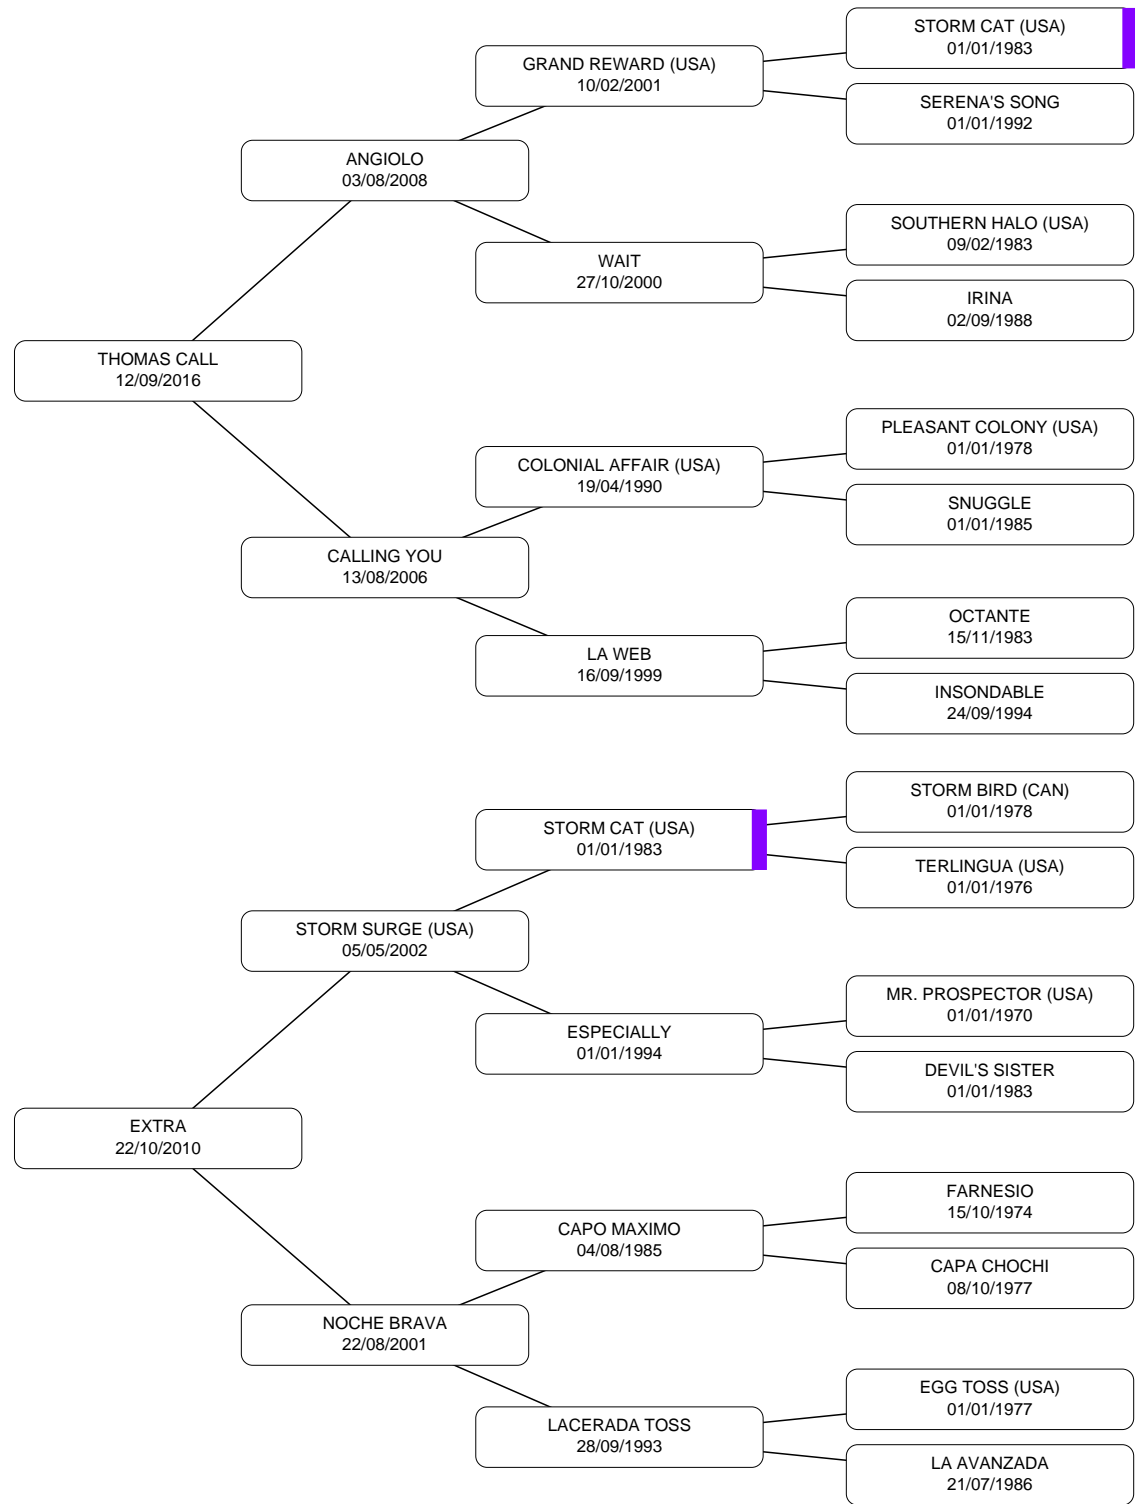 STORM CAT (USA)
01/01/1983
GRAND REWARD (USA)
10/02/2001
SERENA'S SONG
01/01/1992
ANGIOLO
03/08/2008
SOUTHERN HALO (USA)
09/02/1983
WAIT
27/10/2000
IRINA
02/09/1988
THOMAS CALL
12/09/2016
PLEASANT COLONY (USA)
01/01/1978
COLONIAL AFFAIR (USA)
19/04/1990
SNUGGLE
01/01/1985
CALLING YOU
13/08/2006
OCTANTE
15/11/1983
LA WEB
16/09/1999
INSONDABLE
24/09/1994
STORM BIRD (CAN)
01/01/1978
STORM CAT (USA)
01/01/1983
TERLINGUA (USA)
01/01/1976
STORM SURGE (USA)
05/05/2002
MR. PROSPECTOR (USA)
01/01/1970
ESPECIALLY
01/01/1994
DEVIL'S SISTER
01/01/1983
EXTRA
22/10/2010
FARNESIO
15/10/1974
CAPO MAXIMO
04/08/1985
CAPA CHOCHI
08/10/1977
NOCHE BRAVA
22/08/2001
EGG TOSS (USA)
01/01/1977
LACERADA TOSS
28/09/1993
LA AVANZADA
21/07/1986